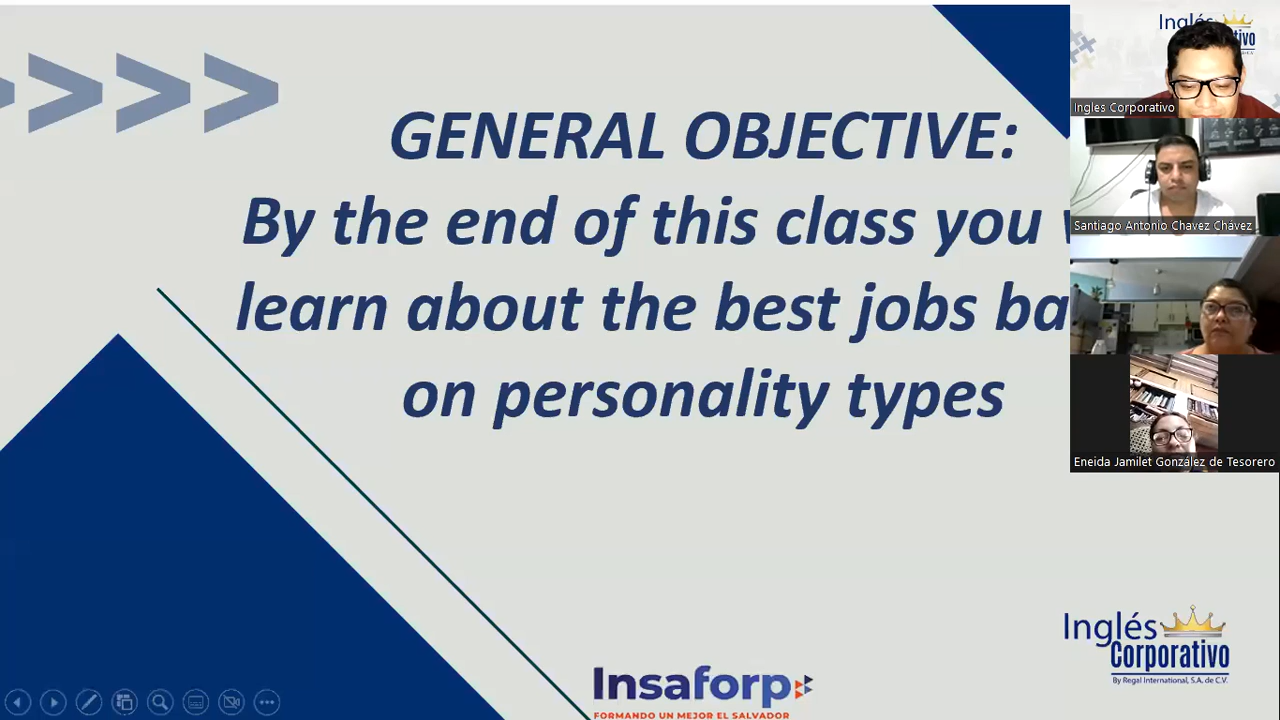 GENERAL OBJECTIVE:
By the end of this class you
learn about the best jobs ba
on personality types
Inglés
Ingles Corporativo
Santiago Antonio Chavez Chávez
Eneida Jamilet González de Tesorero
Inglés
Corporativo
By Regal International, S.A. de C.V.
Insaforp
FORMANDO UN MEJOR EL SALVADOR